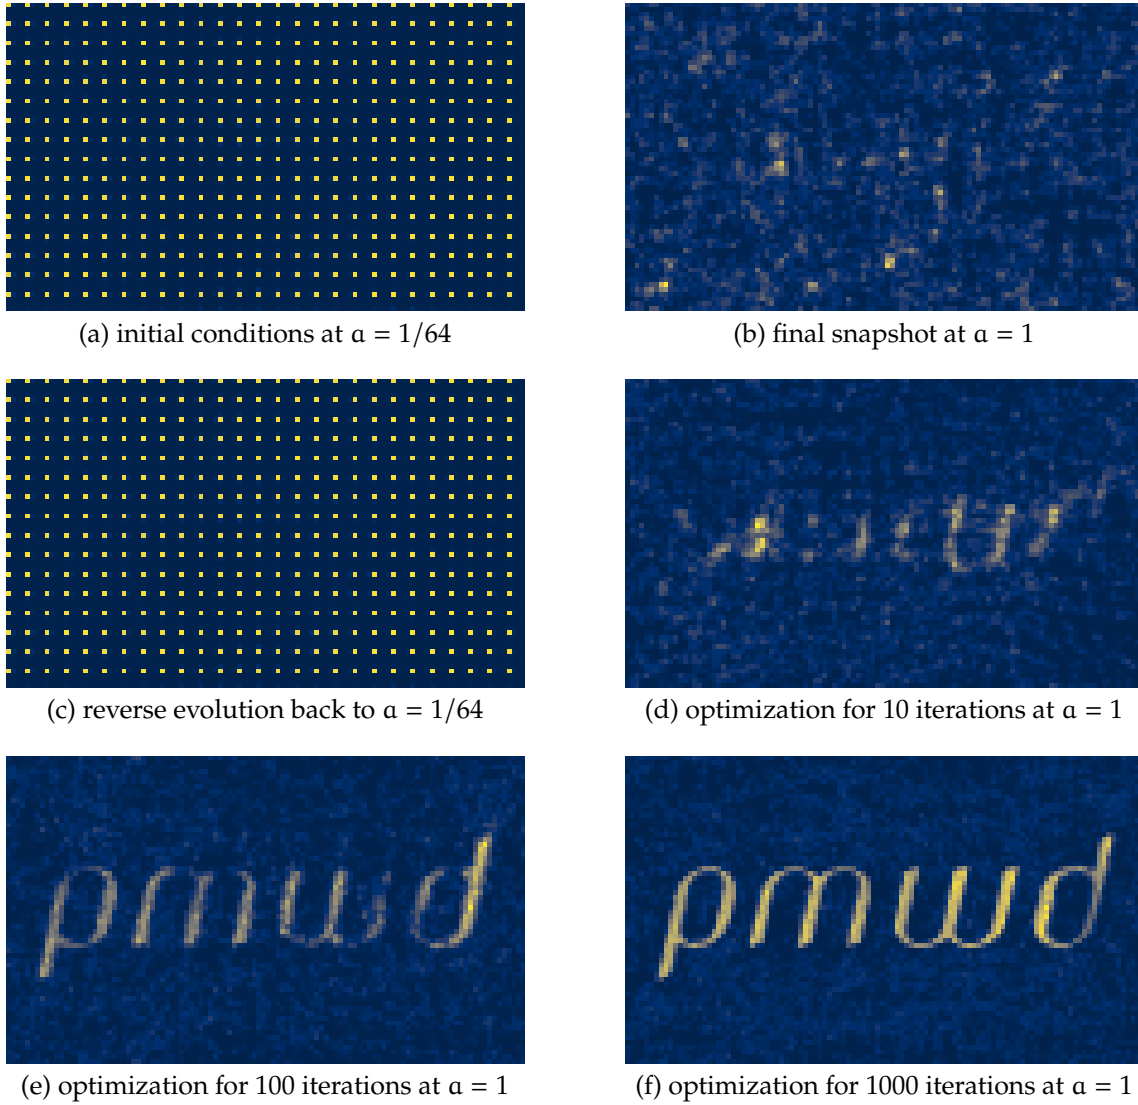 (a) initial conditions at a = 1/64
(b) final snapshot at a = 1
(c) reverse evolution back to a = 1/64
(d) optimization for 10 iterations at a = 1
pmwd
pmwd
(e) optimization for 100 iterations at a = 1
(f) optimization for 1000 iterations at a = 1